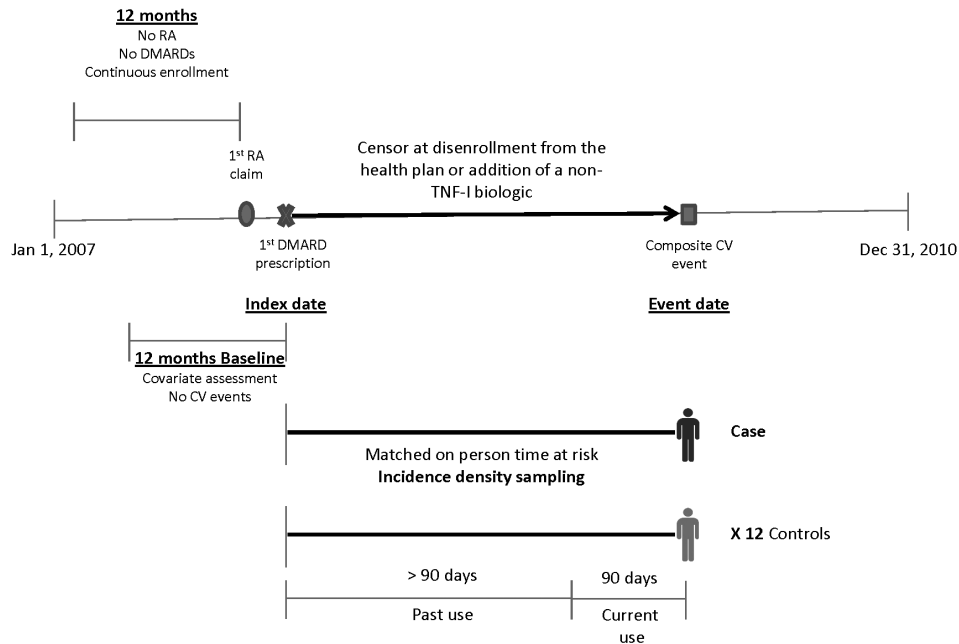 12 months
No RA
No DMARDs
Continuous enrollment
1st RA
claim
Censor at disenrollment from the
health plan or addition of a non-
TNF-I biologic
Jan 1, 2007
1st DMARD
prescription
Composite CV
event
Dec 31, 2010
Index date
Event date
12 months Baseline
Covariate assessment
No CV events
Case
Matched on person time at risk
Incidence density sampling
X 12 Controls
> 90 days
90 days
Past use
Current
use